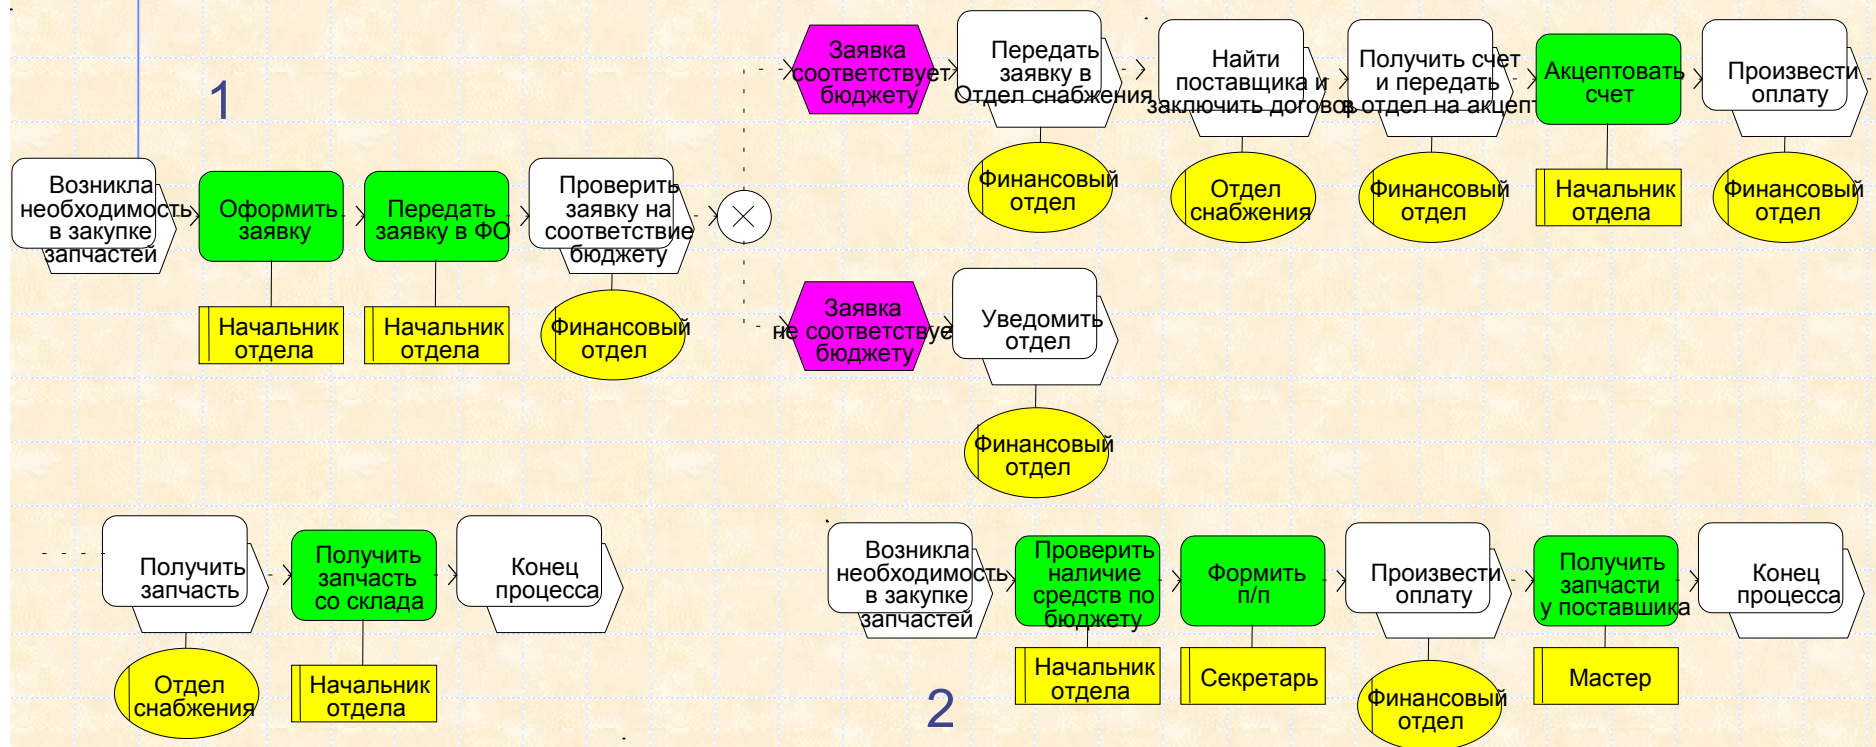 1
Возникла
необходимость
в закупке
запчастей
Оформить
заявку
Начальник
отдела
Передать
заявку в ФО
Начальник
отдела
Проверить
заявку на
соответствие
бюджету
Финансовый
отдел
Заявка
соответствует
бюджету
Передать
заявку в
Отдел снабжения
Финансовый
отдел
Найти
поставщика и
заключить договор
Отдел
снабжения
Получить счет
и передать
в отдел на акцепт
Финансовый
отдел
Акцептовать
счет
Начальник
отдела
Произвести
оплату
Финансовый
отдел
Заявка
не соответствуе
бюджету
Уведомить
отдел
Финансовый
отдел
Получить
запчасть
Отдел
снабжения
Получить
запчасть
со склада
Начальник
отдела
Конец
процесса
2
Возникла
необходимость
в закупке
запчастей
Проверить
наличие
средств по
бюджету
Начальник
отдела
Формить
п/п
Секретарь
Произвести
оплату
Финансовый
отдел
Получить
запчасти
у поставшика
Мастер
Конец
процесса